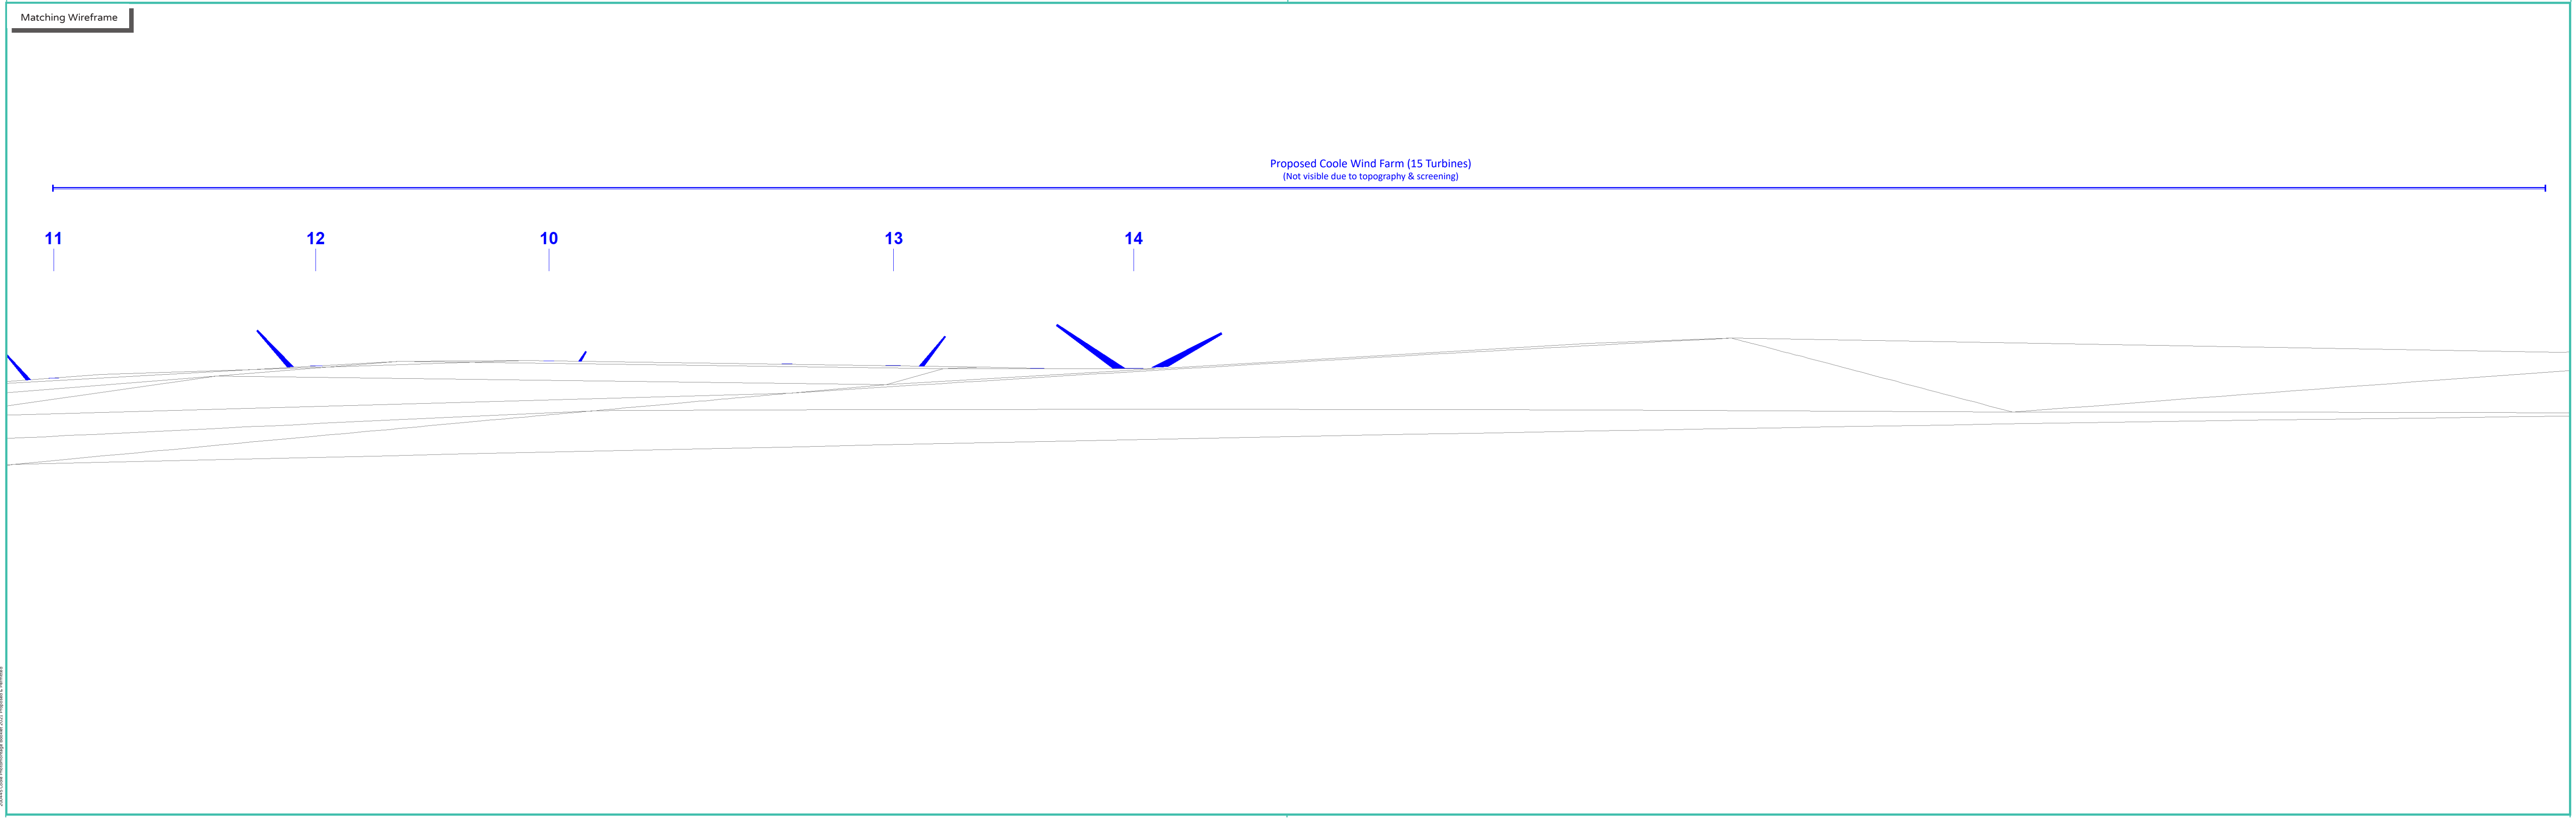 Matching Wireframe
Proposed Coole Wind Farm (15 Turbines)
(Not visible due to topography & screening)
11 12 10 13 14